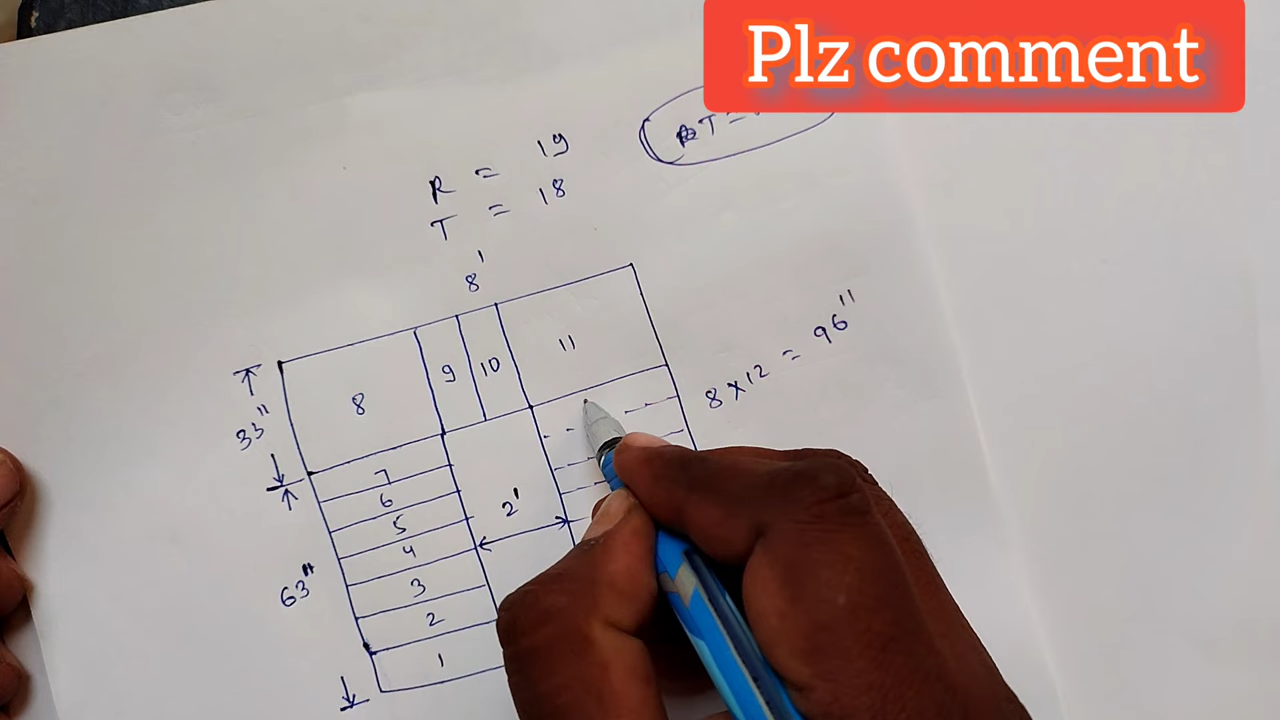 Plz comment
R = 19
T = 18
T =
8'
8 9 10 11
33"
8 x 12 = 96"
7
6
5
4
3
2
1
2'
63"